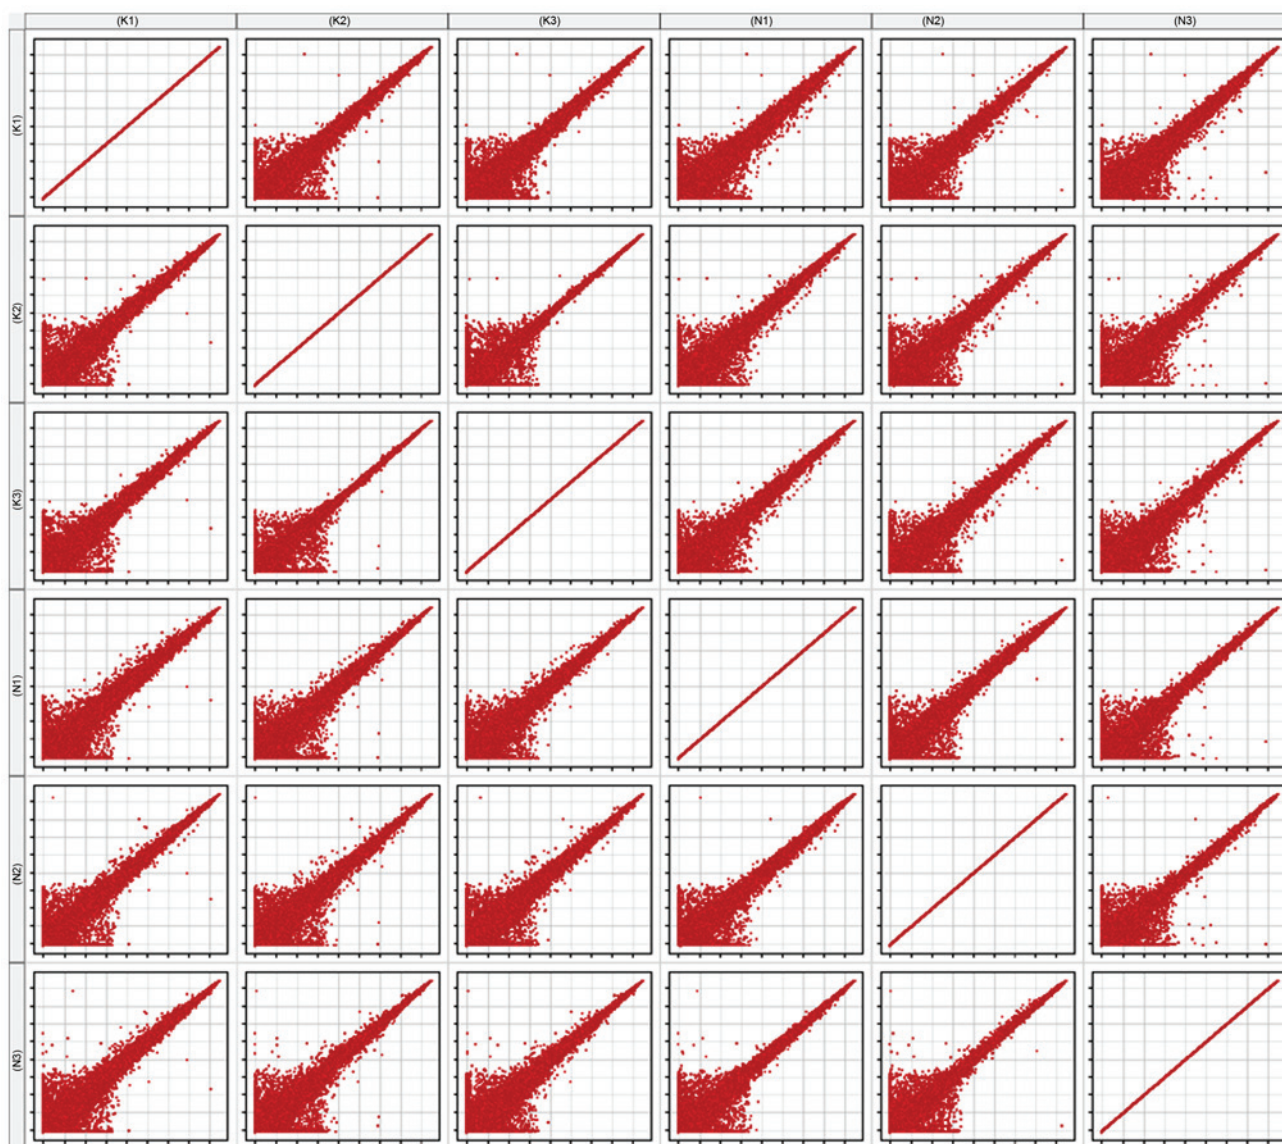 (K1) (K2) (K3) (N1) (N2) (N3)
(K1)
(K2)
(K3)
(N1)
(N2)
(N3)